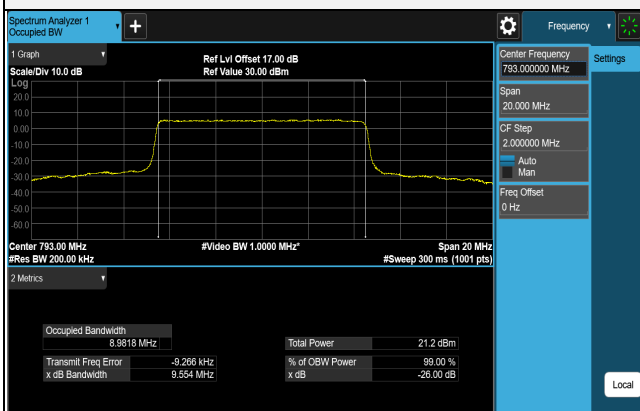 Spectrum Analyzer 1
Occupied BW
+
Frequency
1 Graph
Scale/Div 10.0 dB
Ref Lvl Offset 17.00 dB
Ref Value 30.00 dBm
Log
20.0
10.0
0.00
-10.0
-20.0
-30.0
-40.0
-50.0
-60.0
Center 793.00 MHz
#Video BW 1.0000 MHz*
Span 20 MHz
#Res BW 200.00 kHz
#Sweep 300 ms (1001 pts)
2 Metrics
Occupied Bandwidth
8.9818 MHz
Total Power 21.2 dBm
Transmit Freq Error -9.266 kHz
% of OBW Power 99.00 %
x dB Bandwidth 9.554 MHz
x dB -26.00 dB
Center Frequency
793.000000 MHz
Settings
Span
20.000 MHz
CF Step
2.000000 MHz
Auto
Man
Freq Offset
0 Hz
Local